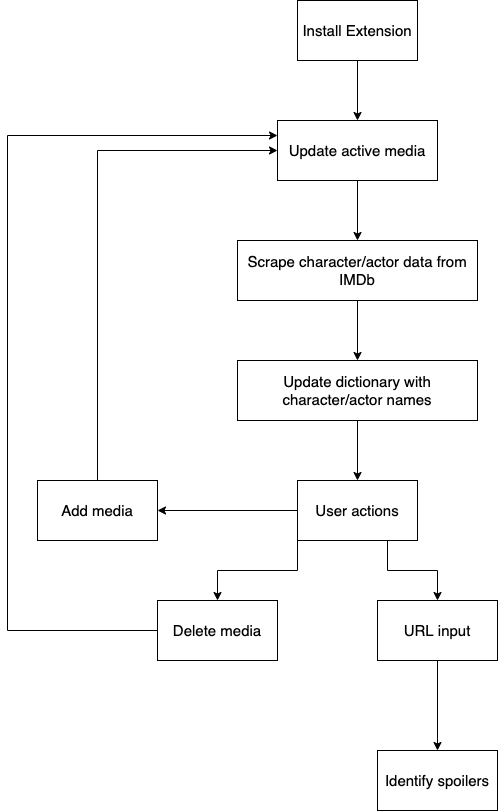 Install Extension
Update active media
Scrape character/actor data from
IMDb
Update dictionary with
character/actor names
Add media
User actions
Delete media
URL input
Identify spoilers